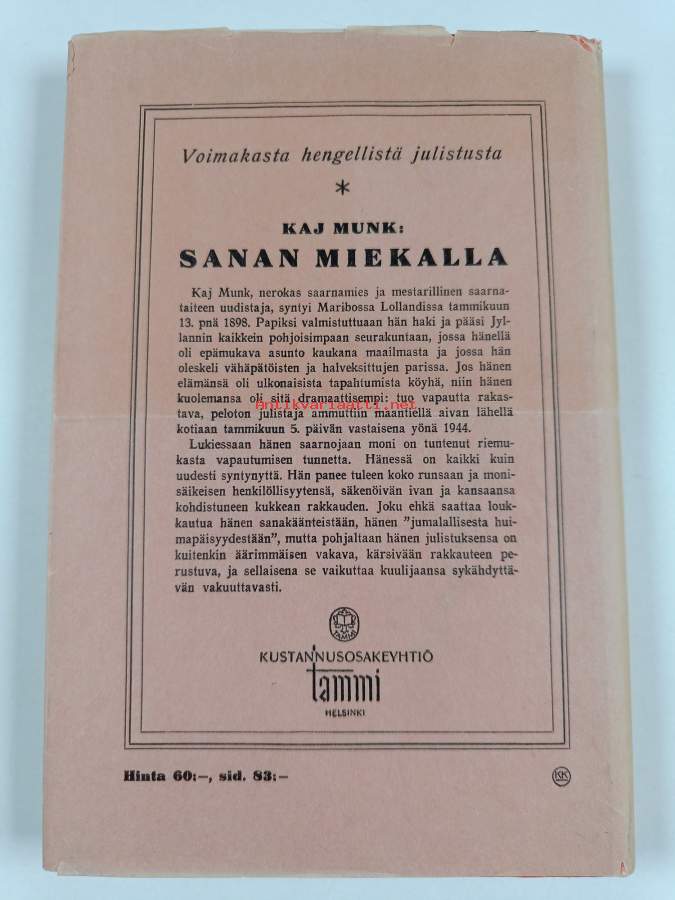 Voimakasta hengellistä julistusta
*
KAJ MUNK:
SANAN MIEKALLA
Kaj Munk, nerokas saarnamies ja mestarillinen saarna-
taiteen uudistaja, syntyi Maribossa Lollandissa tammikuun
13. pnä 1898. Papiksi valmistuttuaan hän haki ja pääsi Jyl-
lannin kaikkein pohjoisimpaan seurakuntaan, jossa hänellä
oli epämukava asunto kaukana maailmasta ja jossa hän
oleskeli vähäpätöisten ja halveksittujen parissa. Jos hänen
elämänsä oli ulkonaisista tapahtumista köyhä, niin hänen
kuolemansa oli sitä dramaattisempi: tuo vapautta rakas-
Antikvariaatti.net
tava, peloton julistaja ammuttiin maantiellä aivan lähellä
kotiaan tammikuun 5. päivän vastaisena yönä 1944.
Lukiessaan hänen saarnojaan moni on tuntenut riemu-
kasta vapautumisen tunnetta. Hänessä on kaikki kuin
uudesti syntynyttä. Hän panee tuleen koko runsaan ja moni-
säikeisen henkilöllisyytensä, säkenöivän ivan ja kansaansa
kohdistuneen kukkean rakkauden. Joku ehkä saattaa louk-
kautua hänen sanakäänteistään, hänen "jumalallisesta hui-
mapäisyydestään", mutta pohjaltaan hänen julistuksensa on
kuitenkin äärimmäisen vakava, kärsivään rakkauteen pe-
rustuva, ja sellaisena se vaikuttaa kuulijaansa sykähdyttä-
vän vakuuttavasti.
TAMMI
KUSTANNUSOSAKEYHTIÖ
tammi
HELSINKI
Hinta 60:—, sid. 83:—
KK